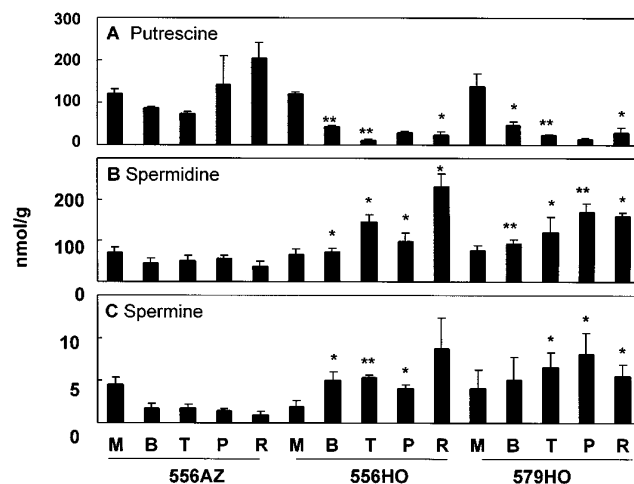 300
A Putrescine
200
100
** ** * * ** *
0
B Spermidine
200
* * * * ** * ** *
100
0
C Spermine
10
* ** * * * *
5
0
nmol/g
M B T P R M B T P R M B T P R
556AZ 556HO 579HO